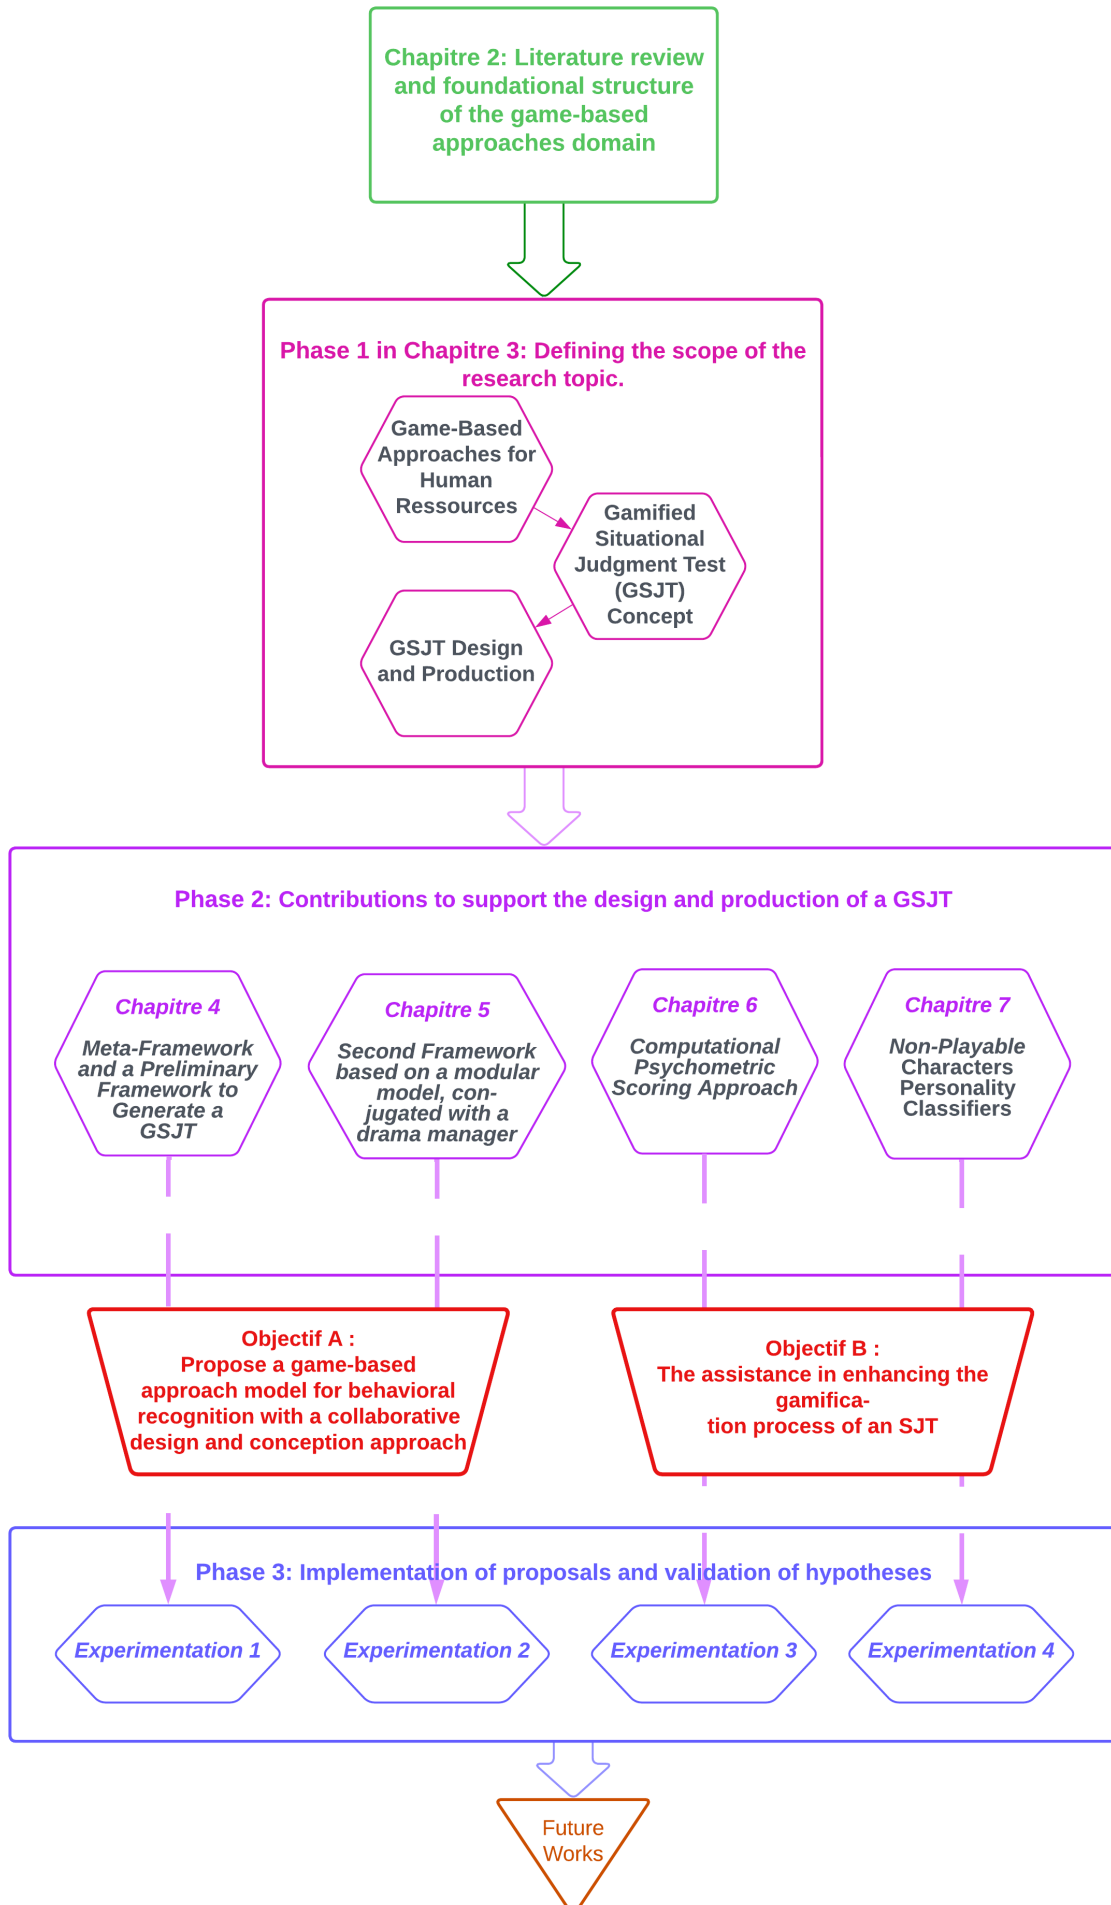 Chapitre 2: Literature review
and foundational structure
of the game-based
approaches domain
Phase 1 in Chapitre 3: Defining the scope of the
research topic.
Game-Based
Approaches for
Human
Ressources
Gamified
Situational
Judgment Test
(GSJT)
Concept
GSJT Design
and Production
Phase 2: Contributions to support the design and production of a GSJT
Chapitre 4
Meta-Framework
and a Preliminary
Framework to
Generate a
GSJT
Chapitre 5
Second Framework
based on a modular
model, con-
jugated with a
drama manager
Chapitre 6
Computational
Psychometric
Scoring Approach
Chapitre 7
Non-Playable
Characters
Personality
Classifiers
Objectif A :
Propose a game-based
approach model for behavioral
recognition with a collaborative
design and conception approach
Objectif B :
The assistance in enhancing the
gamifica-
tion process of an SJT
Phase 3: Implementation of proposals and validation of hypotheses
Experimentation 1
Experimentation 2
Experimentation 3
Experimentation 4
Future
Works